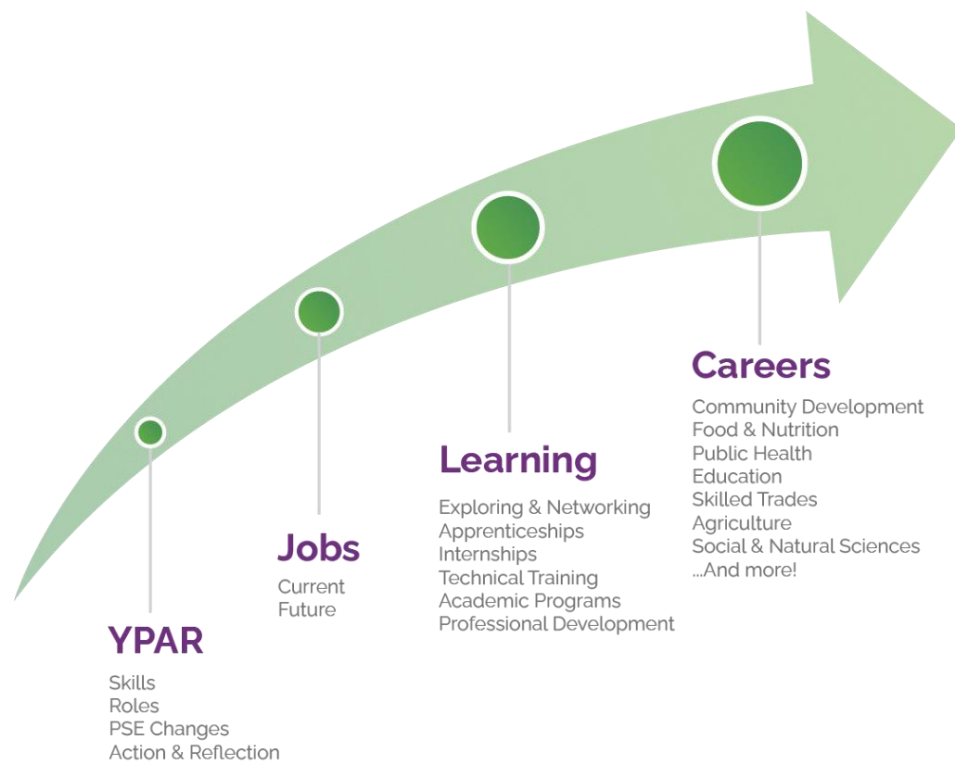 YPAR
Skills
Roles
PSE Changes
Action & Reflection
Jobs
Current
Future
Learning
Exploring & Networking
Apprenticeships
Internships
Technical Training
Academic Programs
Professional Development
Careers
Community Development
Food & Nutrition
Public Health
Education
Skilled Trades
Agriculture
Social & Natural Sciences
...And more!